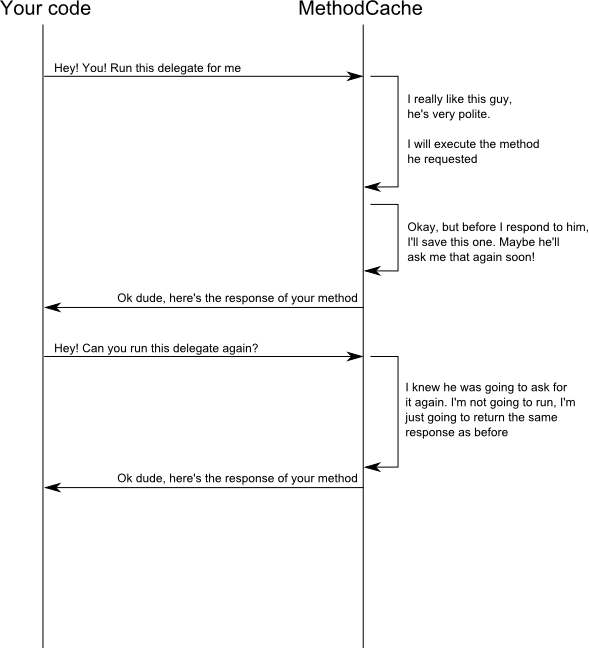 Your code
MethodCache
Hey! You! Run this delegate for me
I really like this guy,
he's very polite.
I will execute the method
he requested
Okay, but before I respond to him,
I'll save this one. Maybe he'll
ask me that again soon!
Ok dude, here's the response of your method
Hey! Can you run this delegate again?
I knew he was going to ask for
it again. I'm not going to run, I'm
just going to return the same
response as before
Ok dude, here's the response of your method